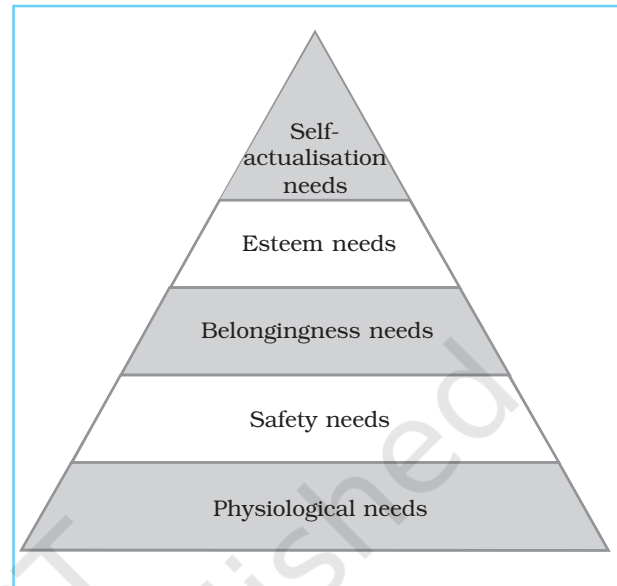 Self-
actualisation
needs
Esteem needs
Belongingness needs
Safety needs
Physiological needs